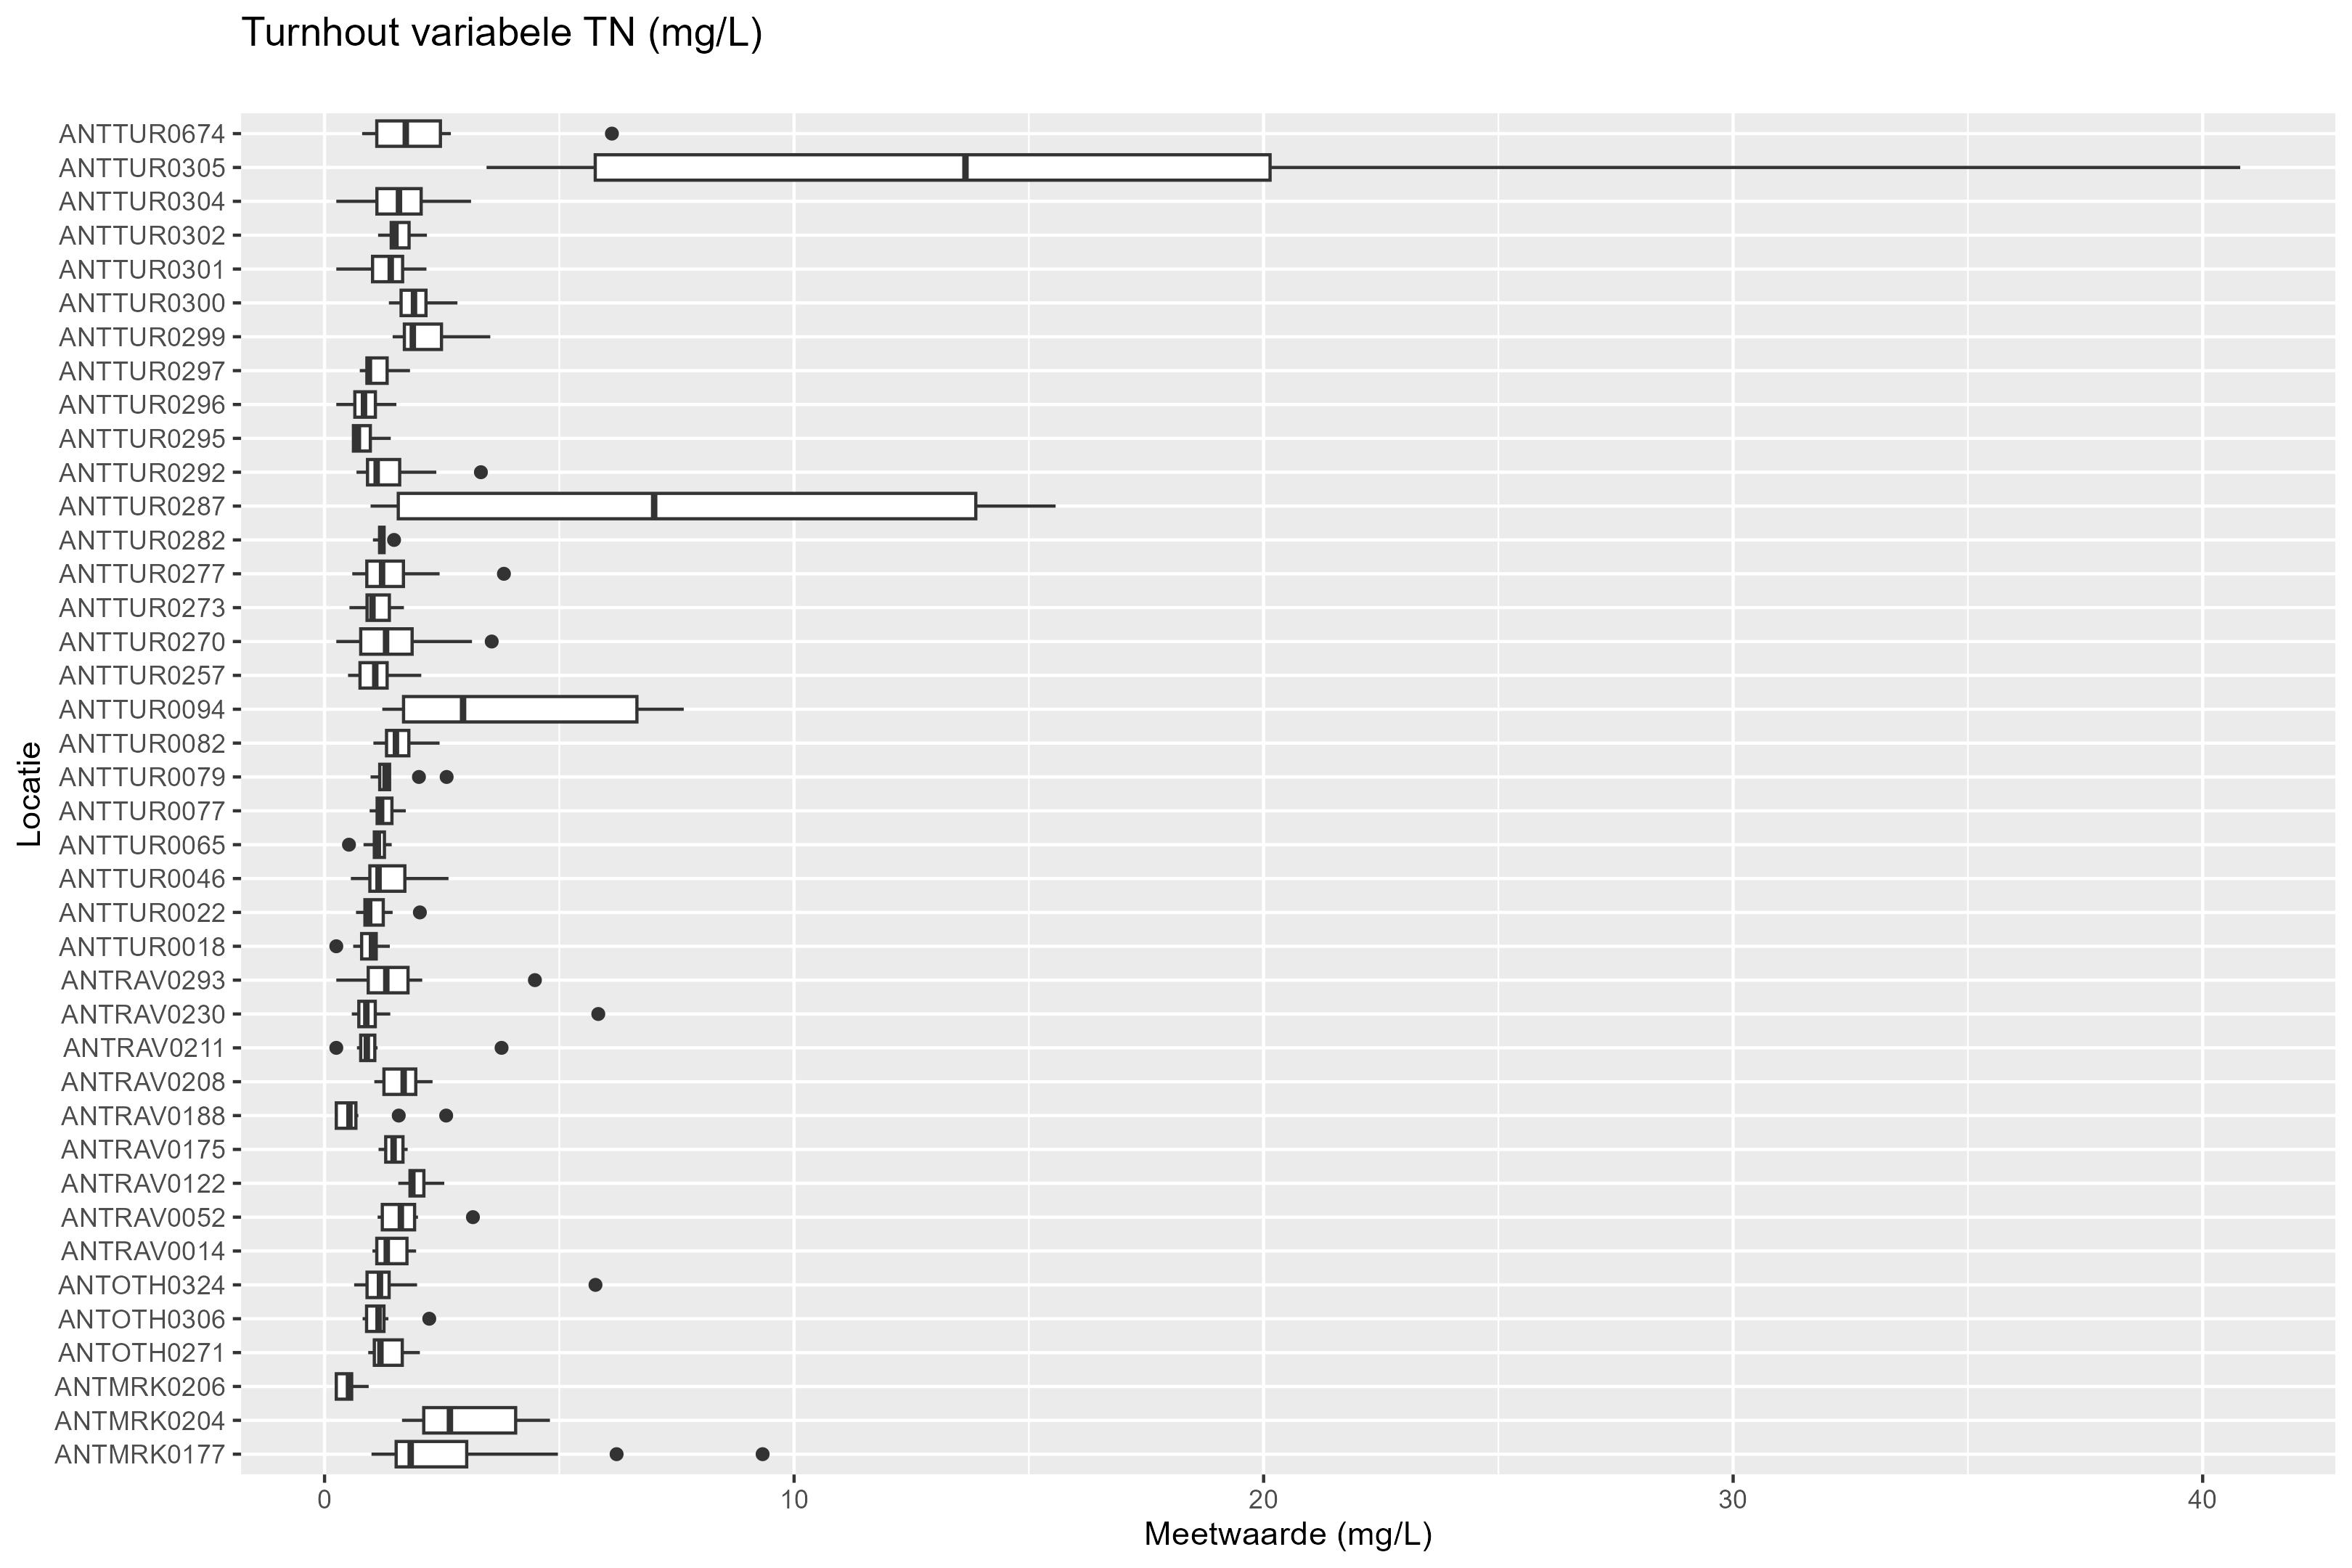 Turnhout variabele TN (mg/L)
ANTTUR0674
ANTTUR0305
ANTTUR0304
ANTTUR0302
ANTTUR0301
ANTTUR0300
ANTTUR0299
ANTTUR0297
ANTTUR0296
ANTTUR0295
ANTTUR0292
ANTTUR0287
ANTTUR0282
ANTTUR0277
ANTTUR0273
ANTTUR0270
ANTTUR0257
ANTTUR0094
ANTTUR0082
ANTTUR0079
ANTTUR0077
ANTTUR0065
ANTTUR0046
ANTTUR0022
ANTTUR0018
ANTRAV0293
ANTRAV0230
ANTRAV0211
ANTRAV0208
ANTRAV0188
ANTRAV0175
ANTRAV0122
ANTRAV0052
ANTRAV0014
ANTOTH0324
ANTOTH0306
ANTOTH0271
ANTMRK0206
ANTMRK0204
ANTMRK0177
Locatie
0 10 20 30 40
Meetwaarde (mg/L)